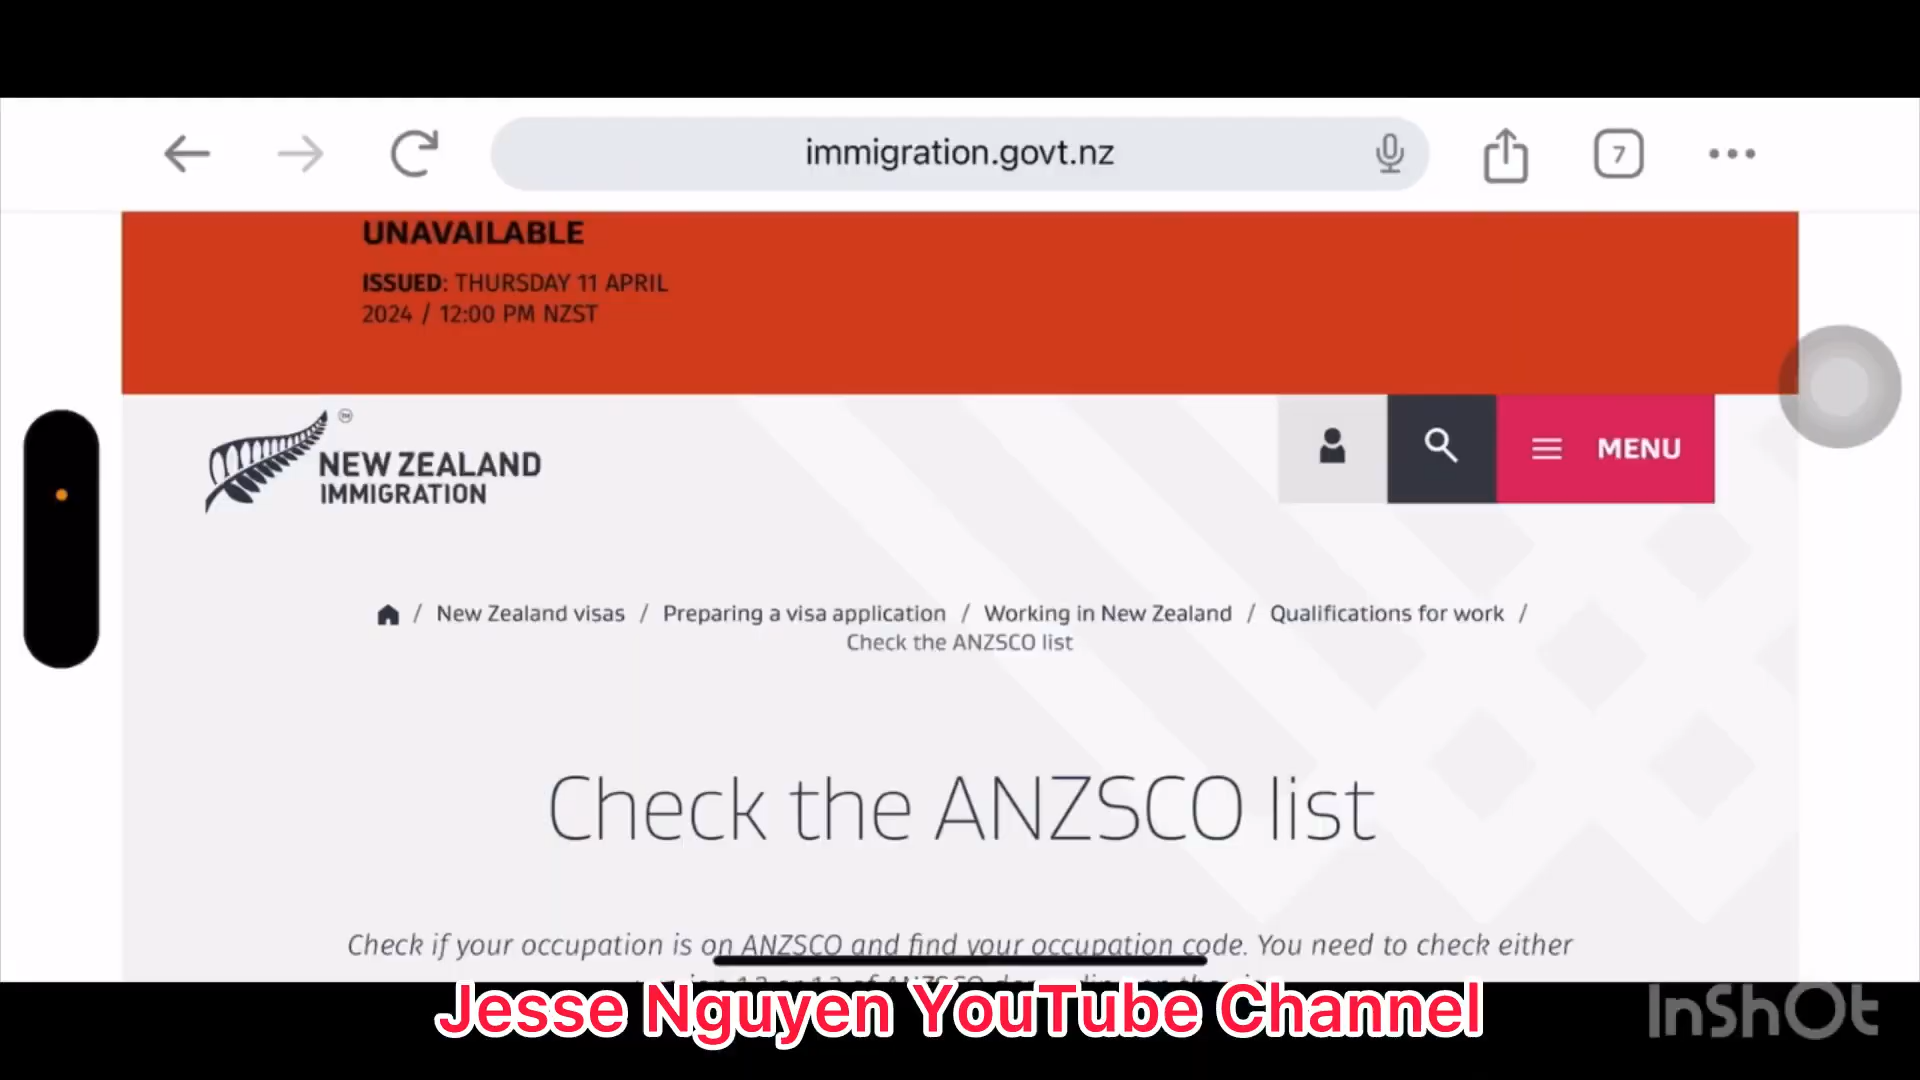 immigration.govt.nz
7
UNAVAILABLE
ISSUED: THURSDAY 11 APRIL
2024 / 12:00 PM NZST
TM
NEW ZEALAND
IMMIGRATION
MENU
/ New Zealand visas / Preparing a visa application / Working in New Zealand / Qualifications for work /
Check the ANZSCO list
Check the ANZSCO list
Check if your occupation is on ANZSCO and find your occupation code. You need to check either
Jesse Nguyen YouTube Channel
InShOt